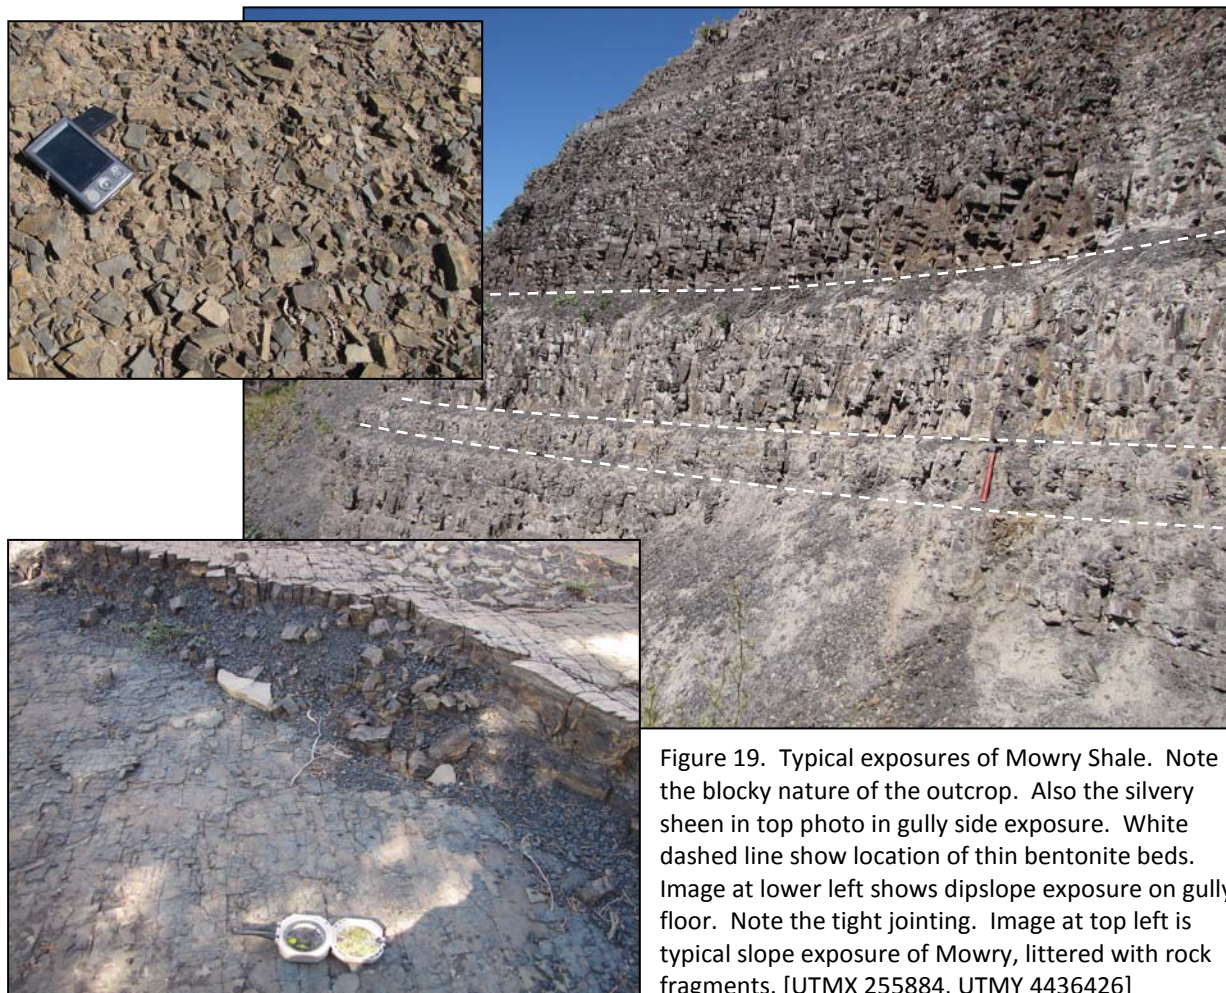 Figure 19. Typical exposures of Mowry Shale. Note
the blocky nature of the outcrop. Also the silvery
sheen in top photo in gully side exposure. White
dashed line show location of thin bentonite beds.
Image at lower left shows dipslope exposure on gully
floor. Note the tight jointing. Image at top left is
typical slope exposure of Mowry, littered with rock
fragments. [UTMX 255884, UTMY 4436426]